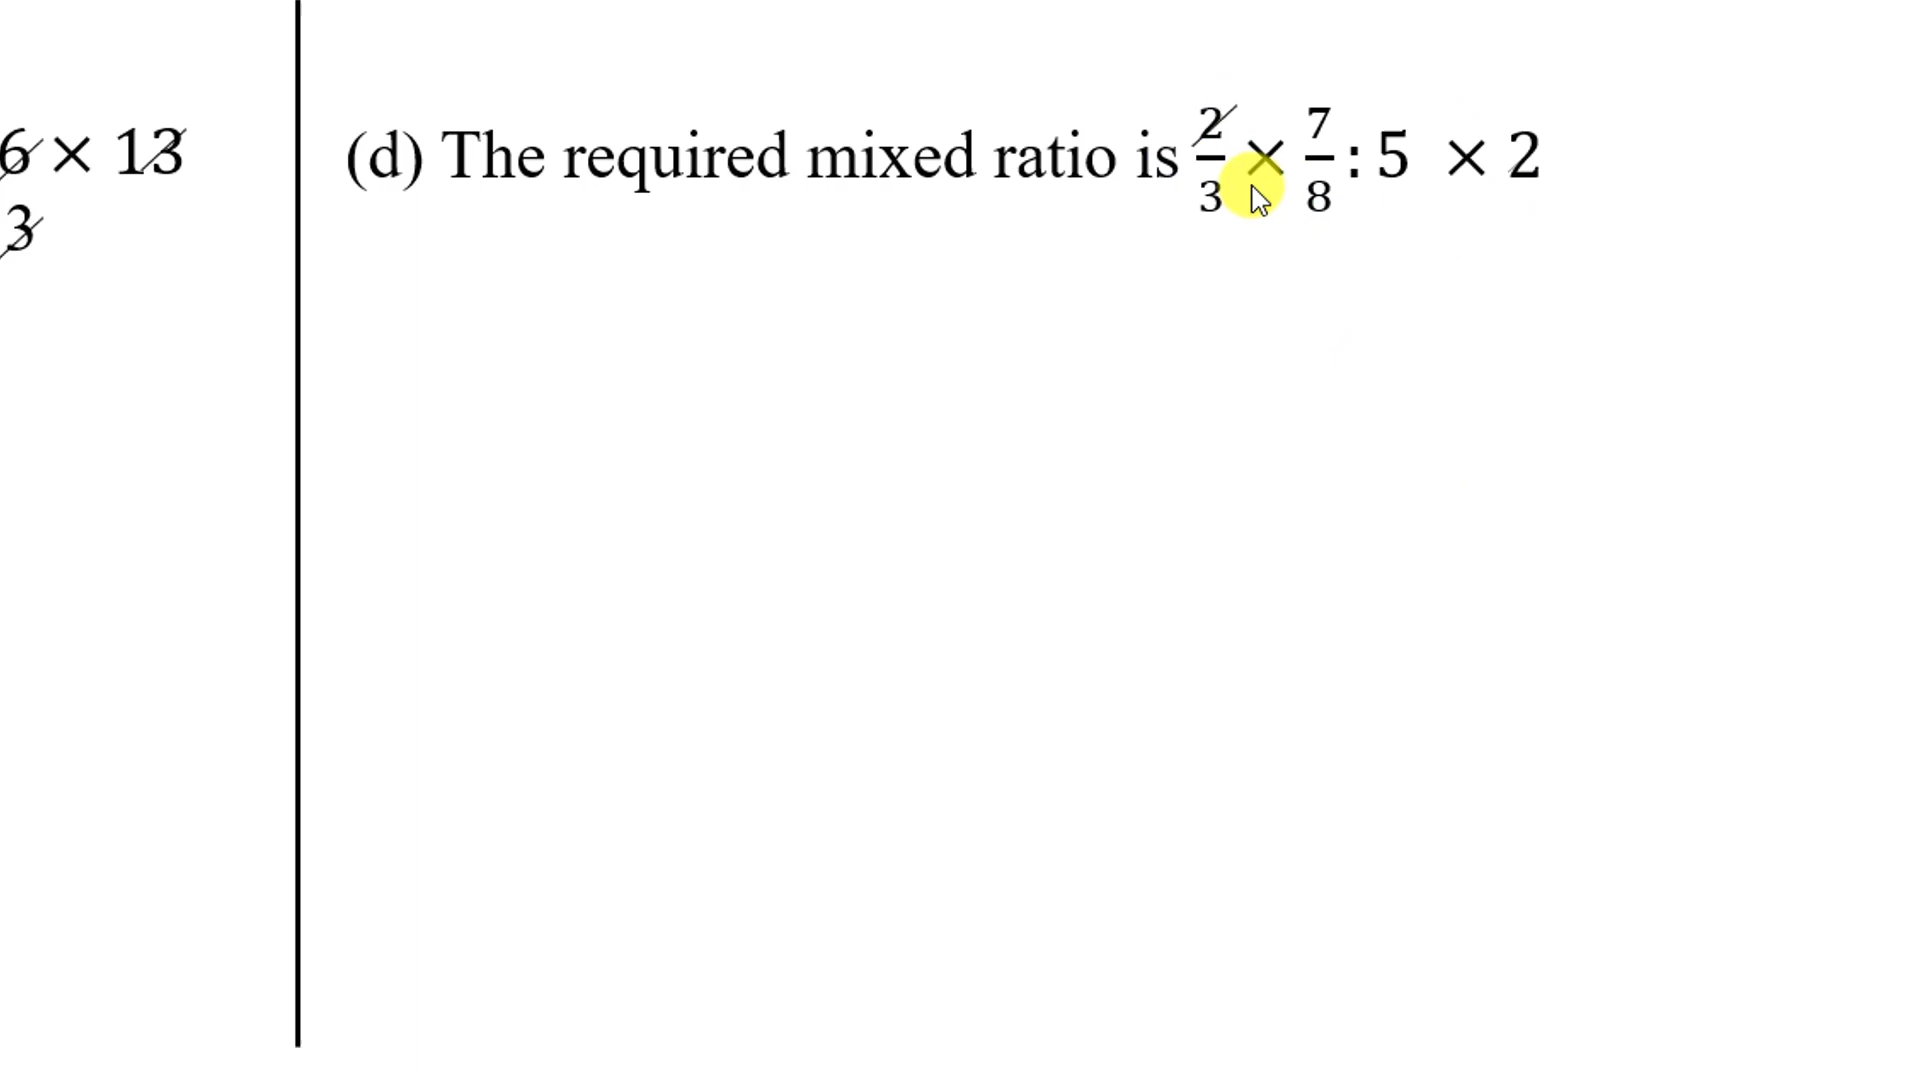 6 × 13
3
(d) The required mixed ratio is 2/3 × 7/8 : 5 × 2